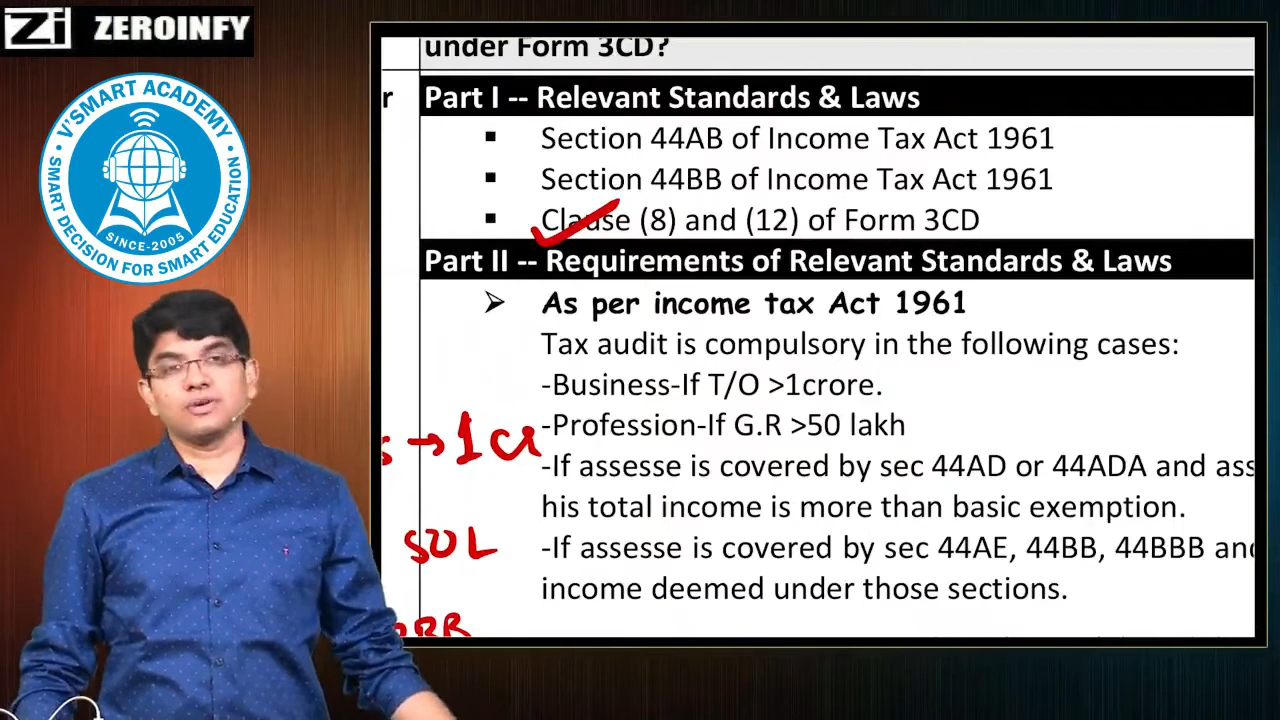 Zi ZEROINFY
V'SMART ACADEMY
SINCE-2005
SMART DECISION FOR SMART EDUCATION
under Form 3CD?
r
Part I -- Relevant Standards & Laws
▪ Section 44AB of Income Tax Act 1961
▪ Section 44BB of Income Tax Act 1961
▪ Clause (8) and (12) of Form 3CD
Part II -- Requirements of Relevant Standards & Laws
➢ As per income tax Act 1961
Tax audit is compulsory in the following cases:
-Business-If T/O >1crore.
-Profession-If G.R >50 lakh
s → 1 Cr
-If assesse is covered by sec 44AD or 44ADA and ass
his total income is more than basic exemption.
50L
-If assesse is covered by sec 44AE, 44BB, 44BBB and
income deemed under those sections.